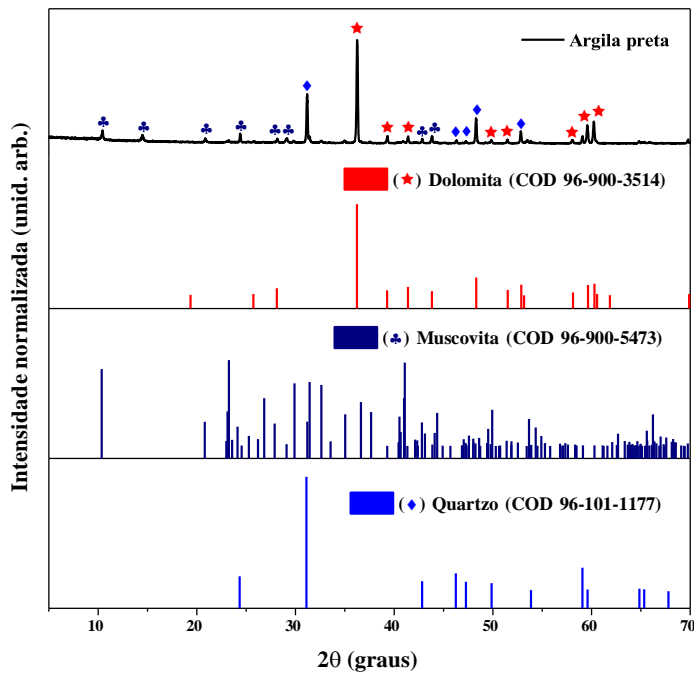 Argila preta
(★) Dolomita (COD 96-900-3514)
(♣) Muscovita (COD 96-900-5473)
(♦) Quartzo (COD 96-101-1177)
Intensidade normalizada (unid. arb.)
10 20 30 40 50 60 70
2θ (graus)